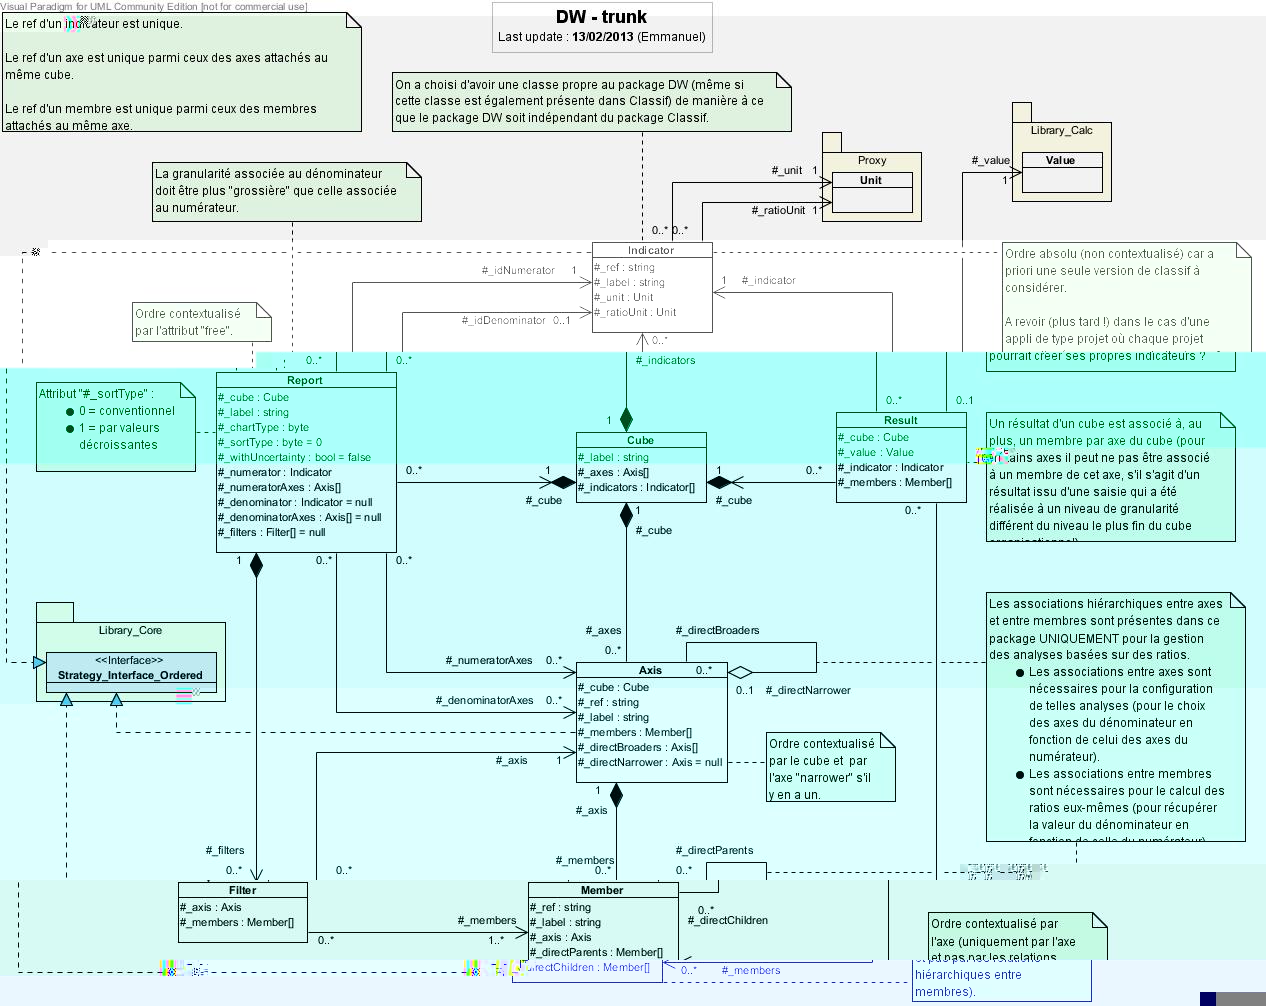 Visual Paradigm for UML Community Edition [not for commercial use]
DW - trunk
Last update : 13/02/2013 (Emmanuel)
Le ref d'un est unique.
Le ref d'un axe est unique parmi ceux des axes attachés au
même cube.
Le ref d'un membre est unique parmi ceux des membres
attachés au même axe.
On a choisi d'avoir une classe propre au package DW (même si
cette classe est également présente dans Classif) de manière à ce
que le package DW soit indépendant du package Classif.
La granularité associée au dénominateur
doit être plus "grossière" que celle associée
au numérateur.
Proxy
Unit
#_unit 1
#_ratioUnit 1
0..* 0..*
Library_Calc
Value
#_value
1
Indicator
#_ref : string
#_label : string
#_unit : Unit
#_ratioUnit : Unit
#_idNumerator 1
#_idDenominator 0..1
1 #_indicator
0..*
#_indicators
Ordre absolu (non contextualisé) car a
priori une seule version de classif à
considérer.
A revoir (plus tard !) dans le cas d'une
appli de type projet où chaque projet
pourrait créer ses propres indicateurs ?
Ordre contextualisé
par l'attribut "free".
0..*
0..*
Attribut "#_sortType" :
0 = conventionnel
1 = par valeurs
décroissantes
Report
#_cube : Cube
#_label : string
#_chartType : byte
#_sortType : byte = 0
#_withUncertainty : bool = false
#_numerator : Indicator
#_numeratorAxes : Axis[]
#_denominator : Indicator = null
#_denominatorAxes : Axis[] = null
#_filters : Filter[] = null
1
Cube
#_label : string
#_axes : Axis[]
#_indicators : Indicator[]
0..* 1
#_cube
1 0..*
#_cube
1
#_cube
0..*
0..1
Result
#_cube : Cube
#_value : Value
#_indicator : Indicator
#_members : Member[]
0..*
Un résultat d'un cube est associé à, au
plus, un membre par axe du cube (pour
axes il peut ne pas être associé
à un membre de cet axe, s'il s'agit d'un
résultat issu d'une saisie qui a été
réalisée à un niveau de granularité
différent du niveau le plus fin du cube
1
0..*
0..*
Library_Core
<<Interface>>
Strategy_Interface_Ordered
#_axes
0..*
#_directBroaders
0..*
0..1
#_directNarrower
#_numeratorAxes 0..*
#_denominatorAxes 0..*
#_axis 1
Axis
#_cube : Cube
#_ref : string
#_label : string
#_members : Member[]
#_directBroaders : Axis[]
#_directNarrower : Axis = null
Ordre contextualisé
par le cube et par
l'axe "narrower" s'il
y en a un.
Les associations hiérarchiques entre axes
et entre membres sont présentes dans ce
package UNIQUEMENT pour la gestion
des analyses basées sur des ratios.
Les associations entre axes sont
nécessaires pour la configuration
de telles analyses (pour le choix
des axes du dénominateur en
fonction de celui des axes du
numérateur).
Les associations entre membres
sont nécessaires pour le calcul des
ratios eux-mêmes (pour récupérer
la valeur du dénominateur en
fonction de celle du numérateur)
1
#_axis
#_filters
0..*
0..*
#_members
0..*
#_directParents
0..*
Filter
#_axis : Axis
#_members : Member[]
#_members
0..*
1..*
Member
#_ref : string
#_label : string
#_axis : Axis
#_directParents : Member[]
directChildren : Member[]
0..*
#_directChildren
0..* #_members
Ordre contextualisé par
l'axe (uniquement par l'axe
et pas par les relations
hiérarchiques entre
membres).